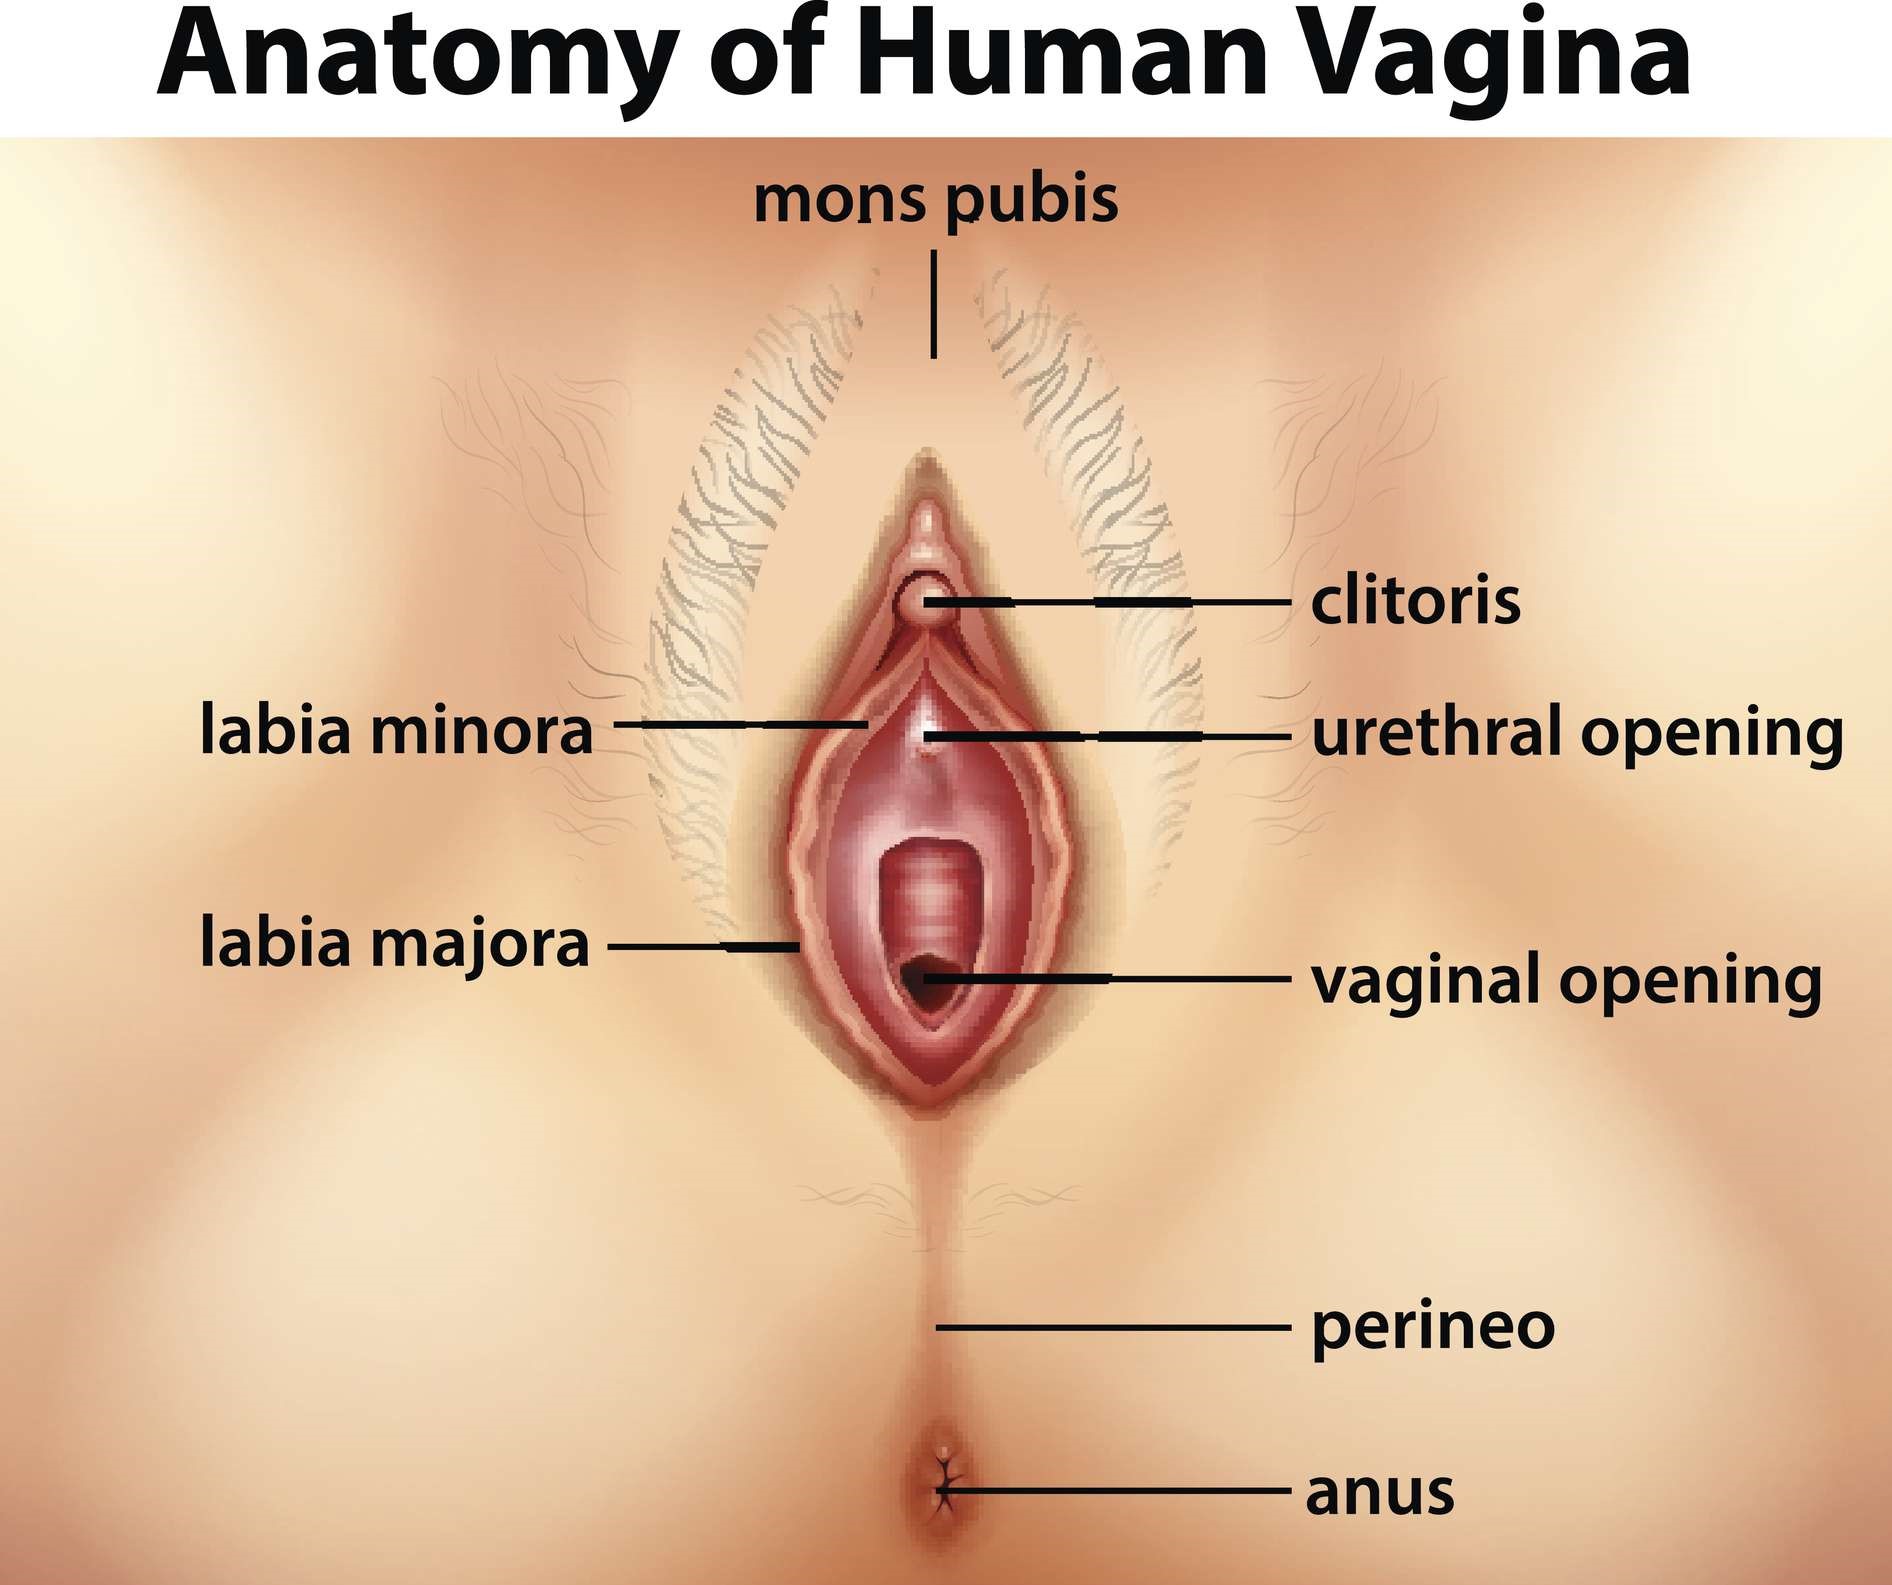 Anatomy of Human Vagina
mons pubis
clitoris
labia minora
urethral opening
labia majora
vaginal opening
perineo
anus